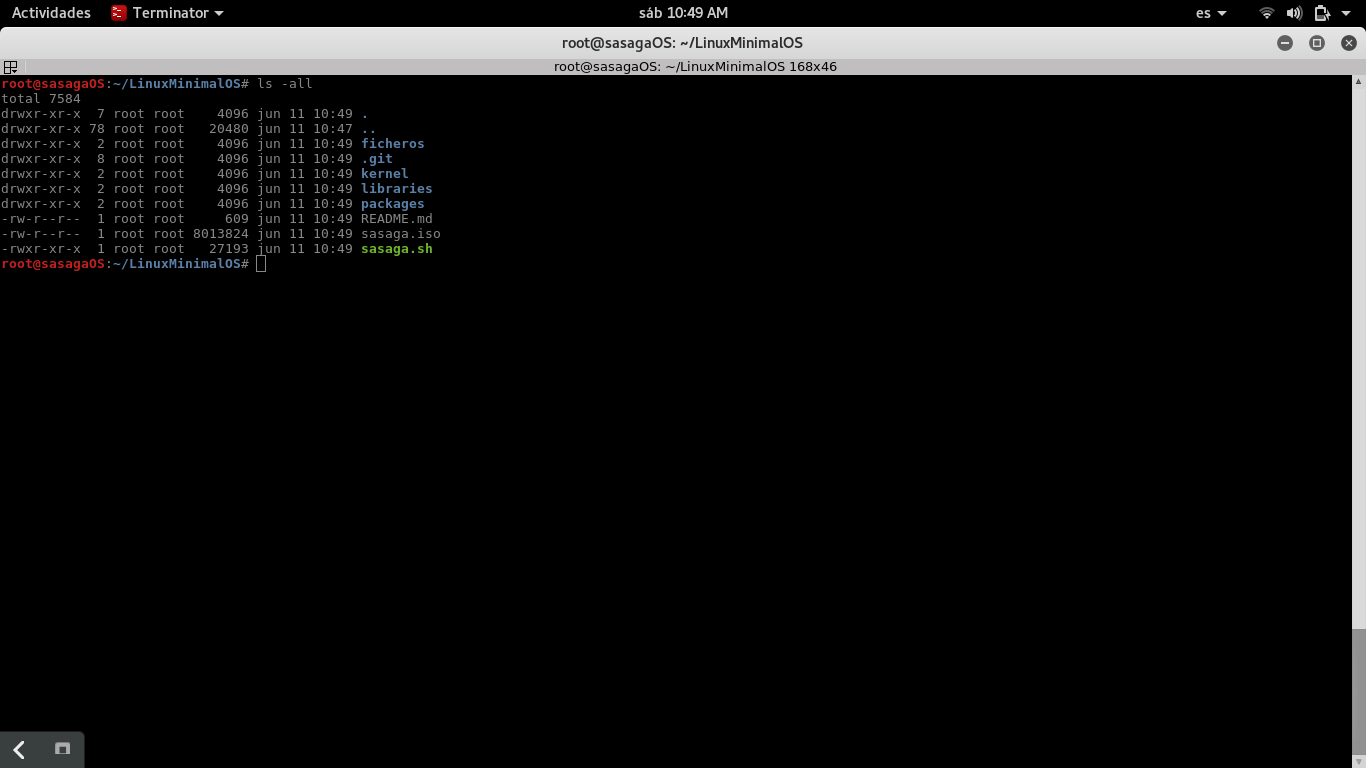 Actividades Terminator sáb 10:49 AM es
root@sasagaOS: ~/LinuxMinimalOS
root@sasagaOS: ~/LinuxMinimalOS 168x46
root@sasagaOS:~/LinuxMinimalOS# ls -all
total 7584
drwxr-xr-x  7 root root    4096 jun 11 10:49 .
drwxr-xr-x 78 root root   20480 jun 11 10:47 ..
drwxr-xr-x  2 root root    4096 jun 11 10:49 ficheros
drwxr-xr-x  8 root root    4096 jun 11 10:49 .git
drwxr-xr-x  2 root root    4096 jun 11 10:49 kernel
drwxr-xr-x  2 root root    4096 jun 11 10:49 libraries
drwxr-xr-x  2 root root    4096 jun 11 10:49 packages
-rw-r--r--  1 root root     609 jun 11 10:49 README.md
-rw-r--r--  1 root root 8013824 jun 11 10:49 sasaga.iso
-rwxr-xr-x  1 root root   27193 jun 11 10:49 sasaga.sh
root@sasagaOS:~/LinuxMinimalOS#